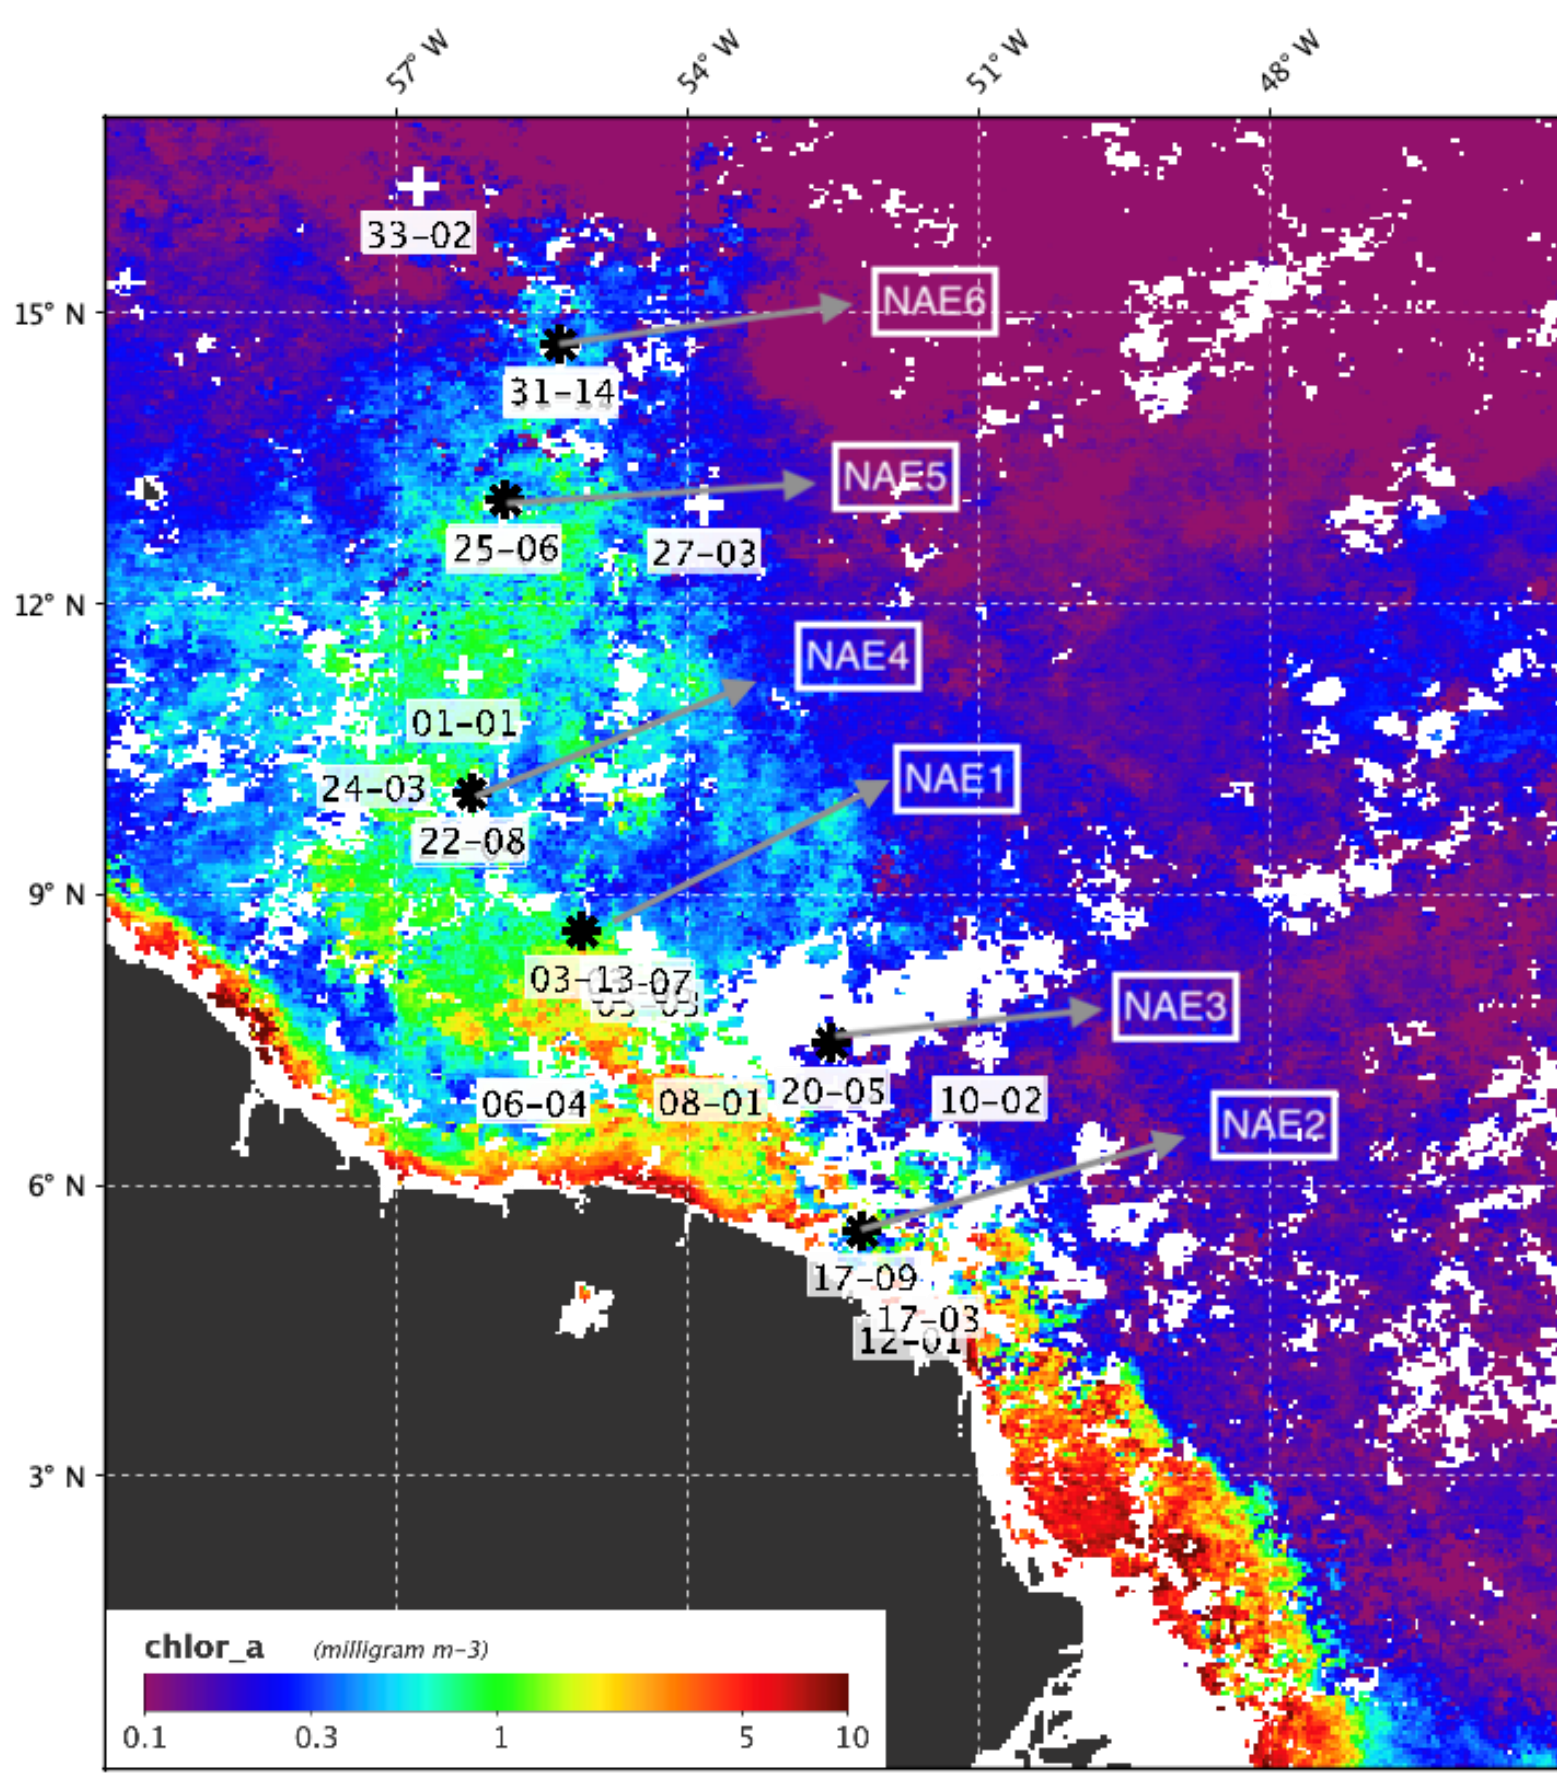 57° W
54° W
51° W
48° W
33-02
NAE6
15° N
31-14
NAE5
25-06
27-03
12° N
NAE4
01-01
NAE1
24-03
22-08
9° N
03-13
-07
NAE3
06-04
08-01
20-05
10-02
NAE2
6° N
17-09
17-03
12-01
3° N
chlor_a (milligram m-3)
0.1 0.3 1 5 10